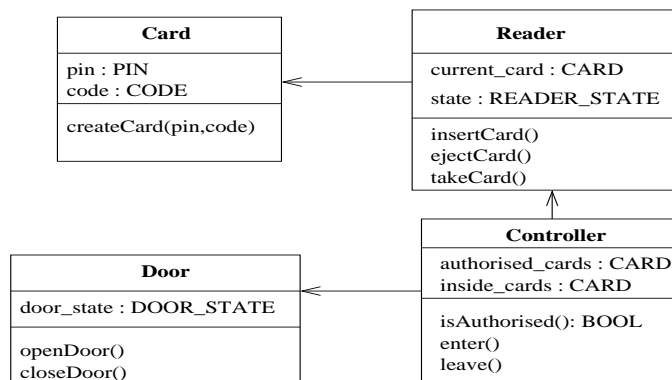 Card
pin : PIN
code : CODE
createCard(pin,code)
Reader
current_card : CARD
state : READER_STATE
insertCard()
ejectCard()
takeCard()
Door
door_state : DOOR_STATE
openDoor()
closeDoor()
Controller
authorised_cards : CARD
inside_cards : CARD
isAuthorised(): BOOL
enter()
leave()